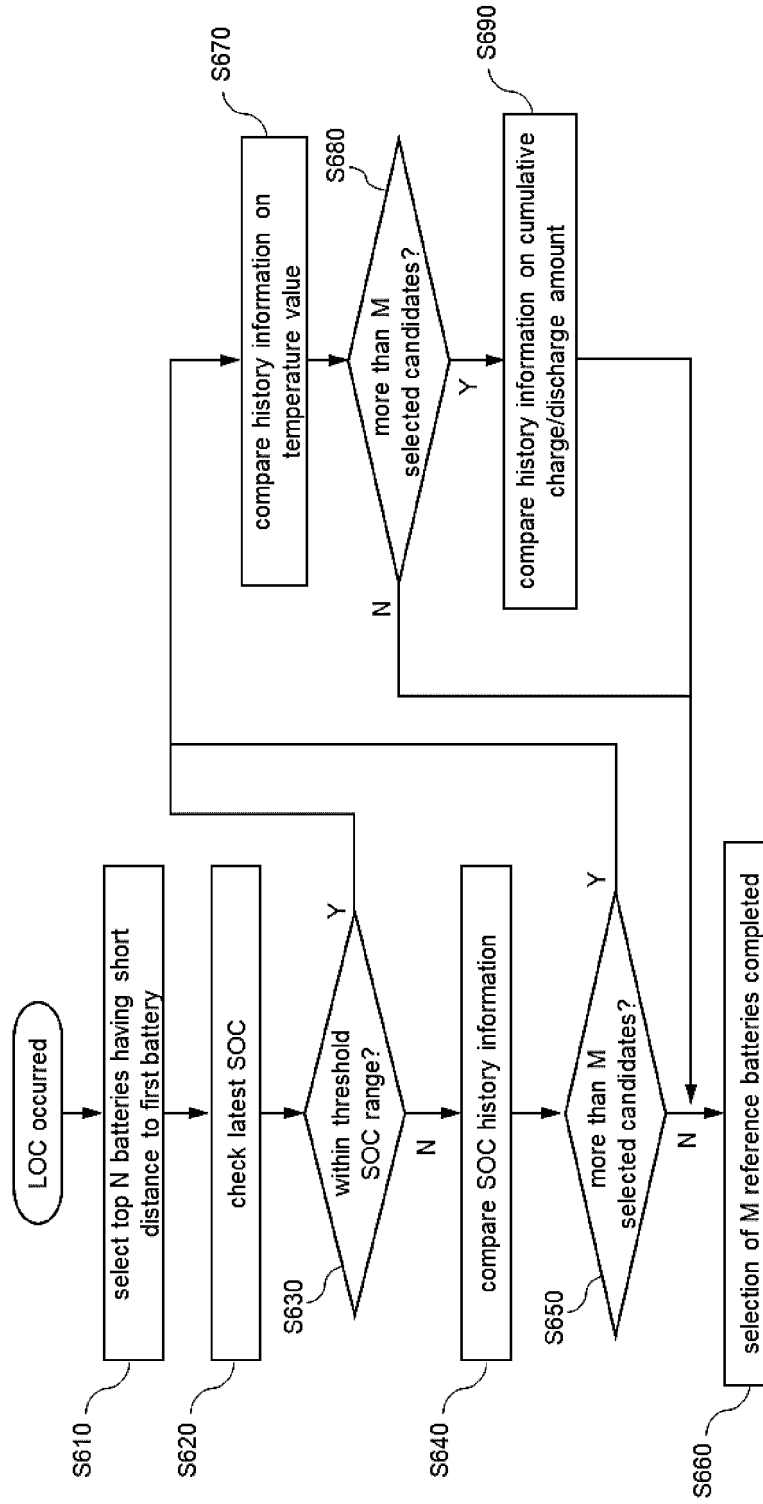 LOC occurred
S610
select top N batteries having short
distance to first battery
S620
check latest SOC
S630
within threshold
SOC range?
Y
N
S640
compare SOC history information
S650
more than M
selected candidates?
Y
N
S660
selection of M reference batteries completed
S670
compare history information on
temperature value
S680
more than M
selected candidates?
N
Y
S690
compare history information on cumulative
charge/discharge amount